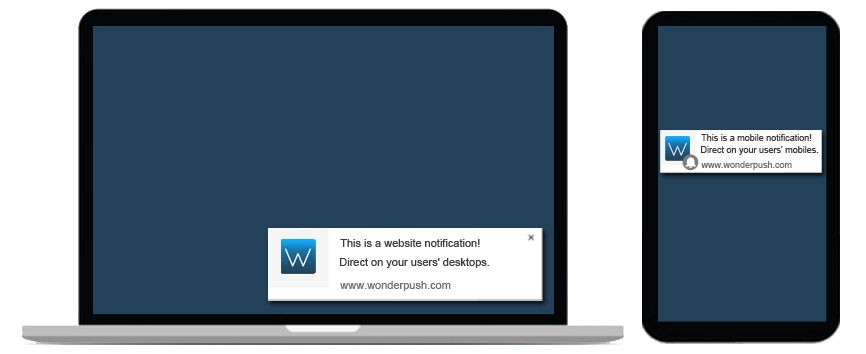 W
This is a website notification!
×
Direct on your users' desktops.
www.wonderpush.com
W
This is a mobile notification!
Direct on your users' mobiles.
www.wonderpush.com